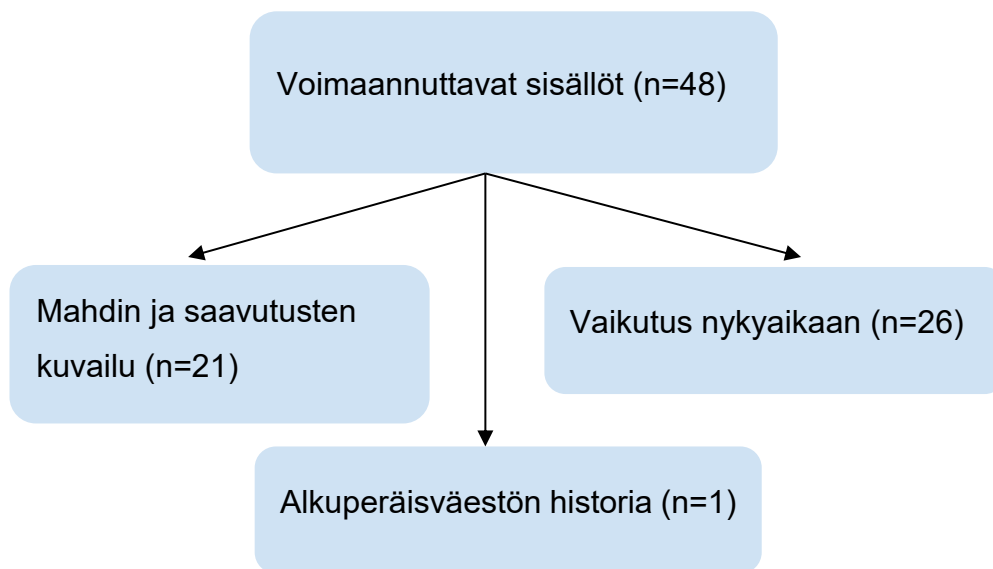 Voimaannuttavat sisällöt (n=48)
Mahdin ja saavutusten
kuvailu (n=21)
Vaikutus nykyaikaan (n=26)
Alkuperäisväestön historia (n=1)